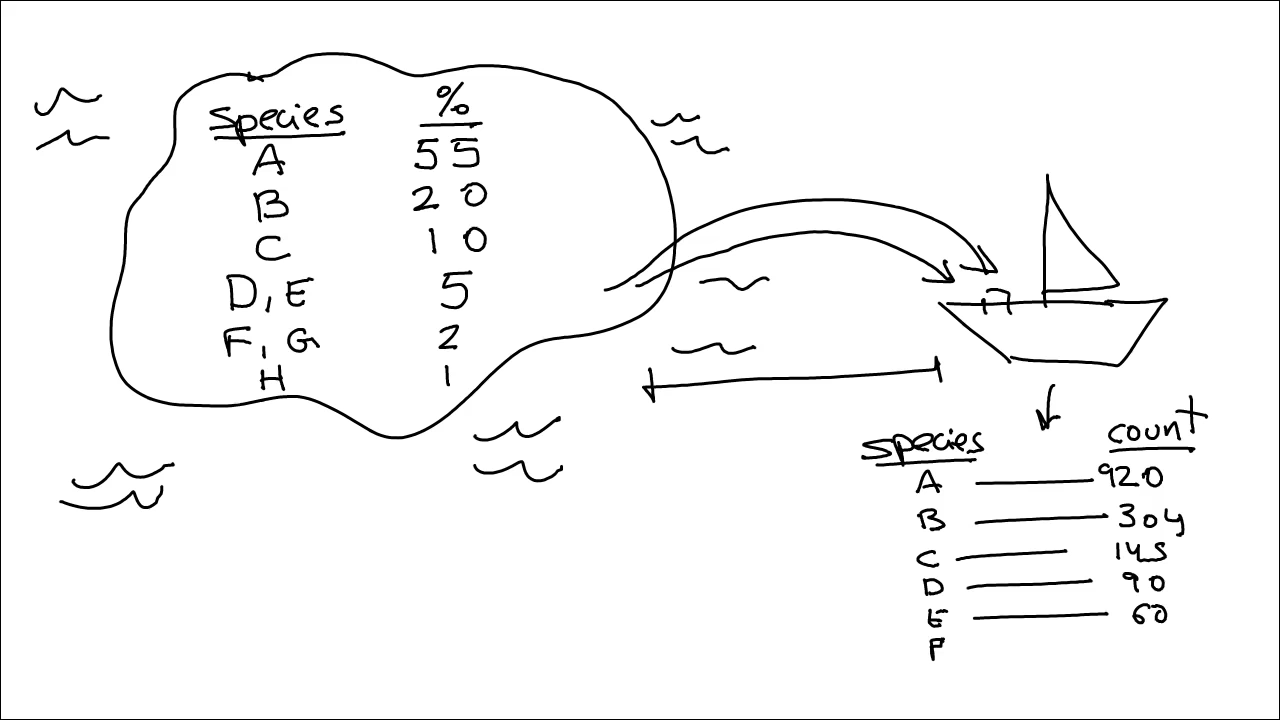 Species %
A 55
B 20
C 10
D, E 5
F, G 2
H 1
Species count
A 920
B 304
C 145
D 90
E 60
F